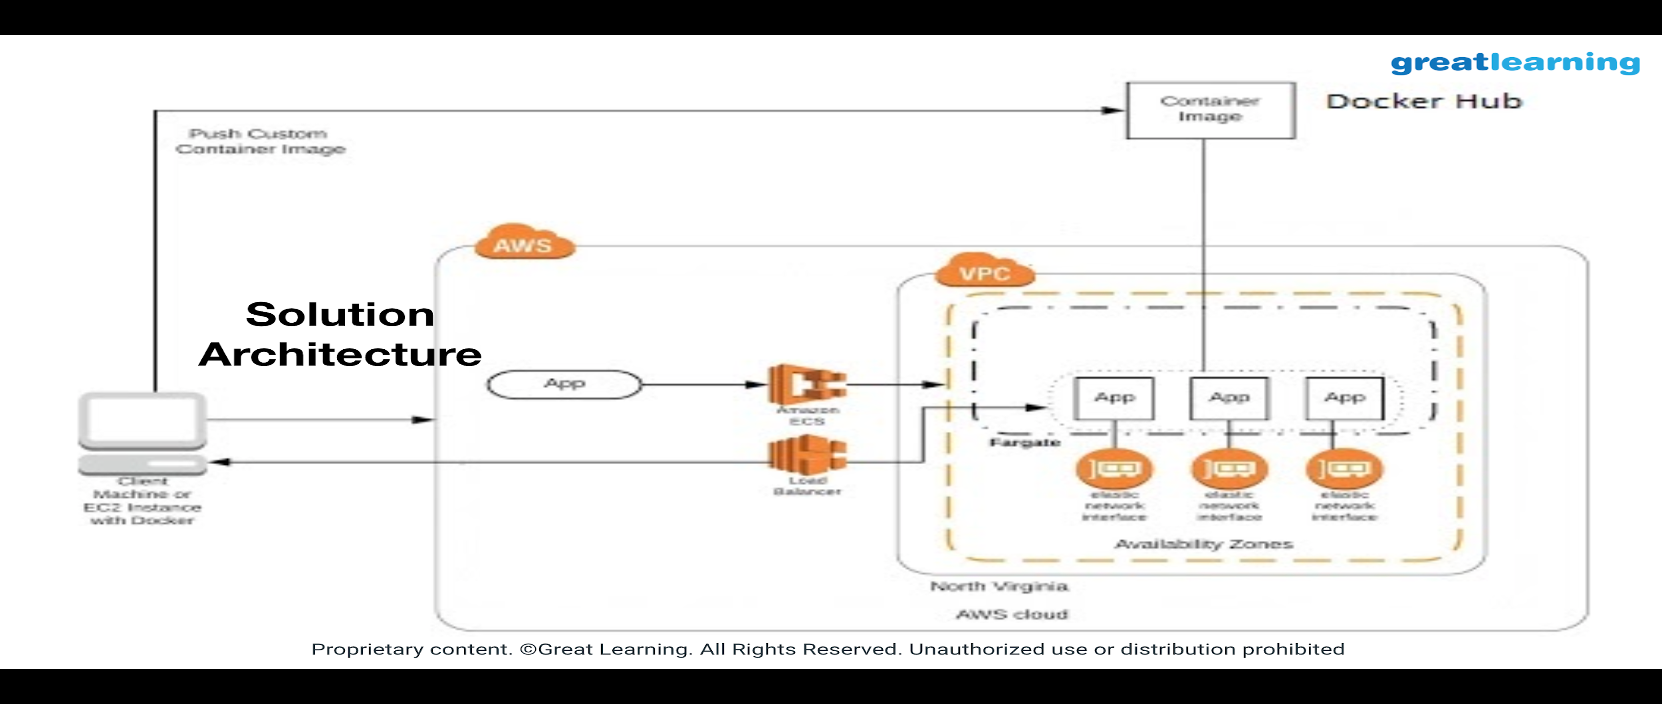 greatlearning
Container
Image
Docker Hub
Push Custom
Container Image
AWS
VPC
Solution
Architecture
App
Amazon
ECS
App
App
App
Fargate
Load
Balancer
Client
Machine or
EC2 Instance
with Docker
elastic
network
interface
elastic
network
interface
elastic
network
interface
Availability Zones
North Virginia
AWS cloud
Proprietary content. ©Great Learning. All Rights Reserved. Unauthorized use or distribution prohibited